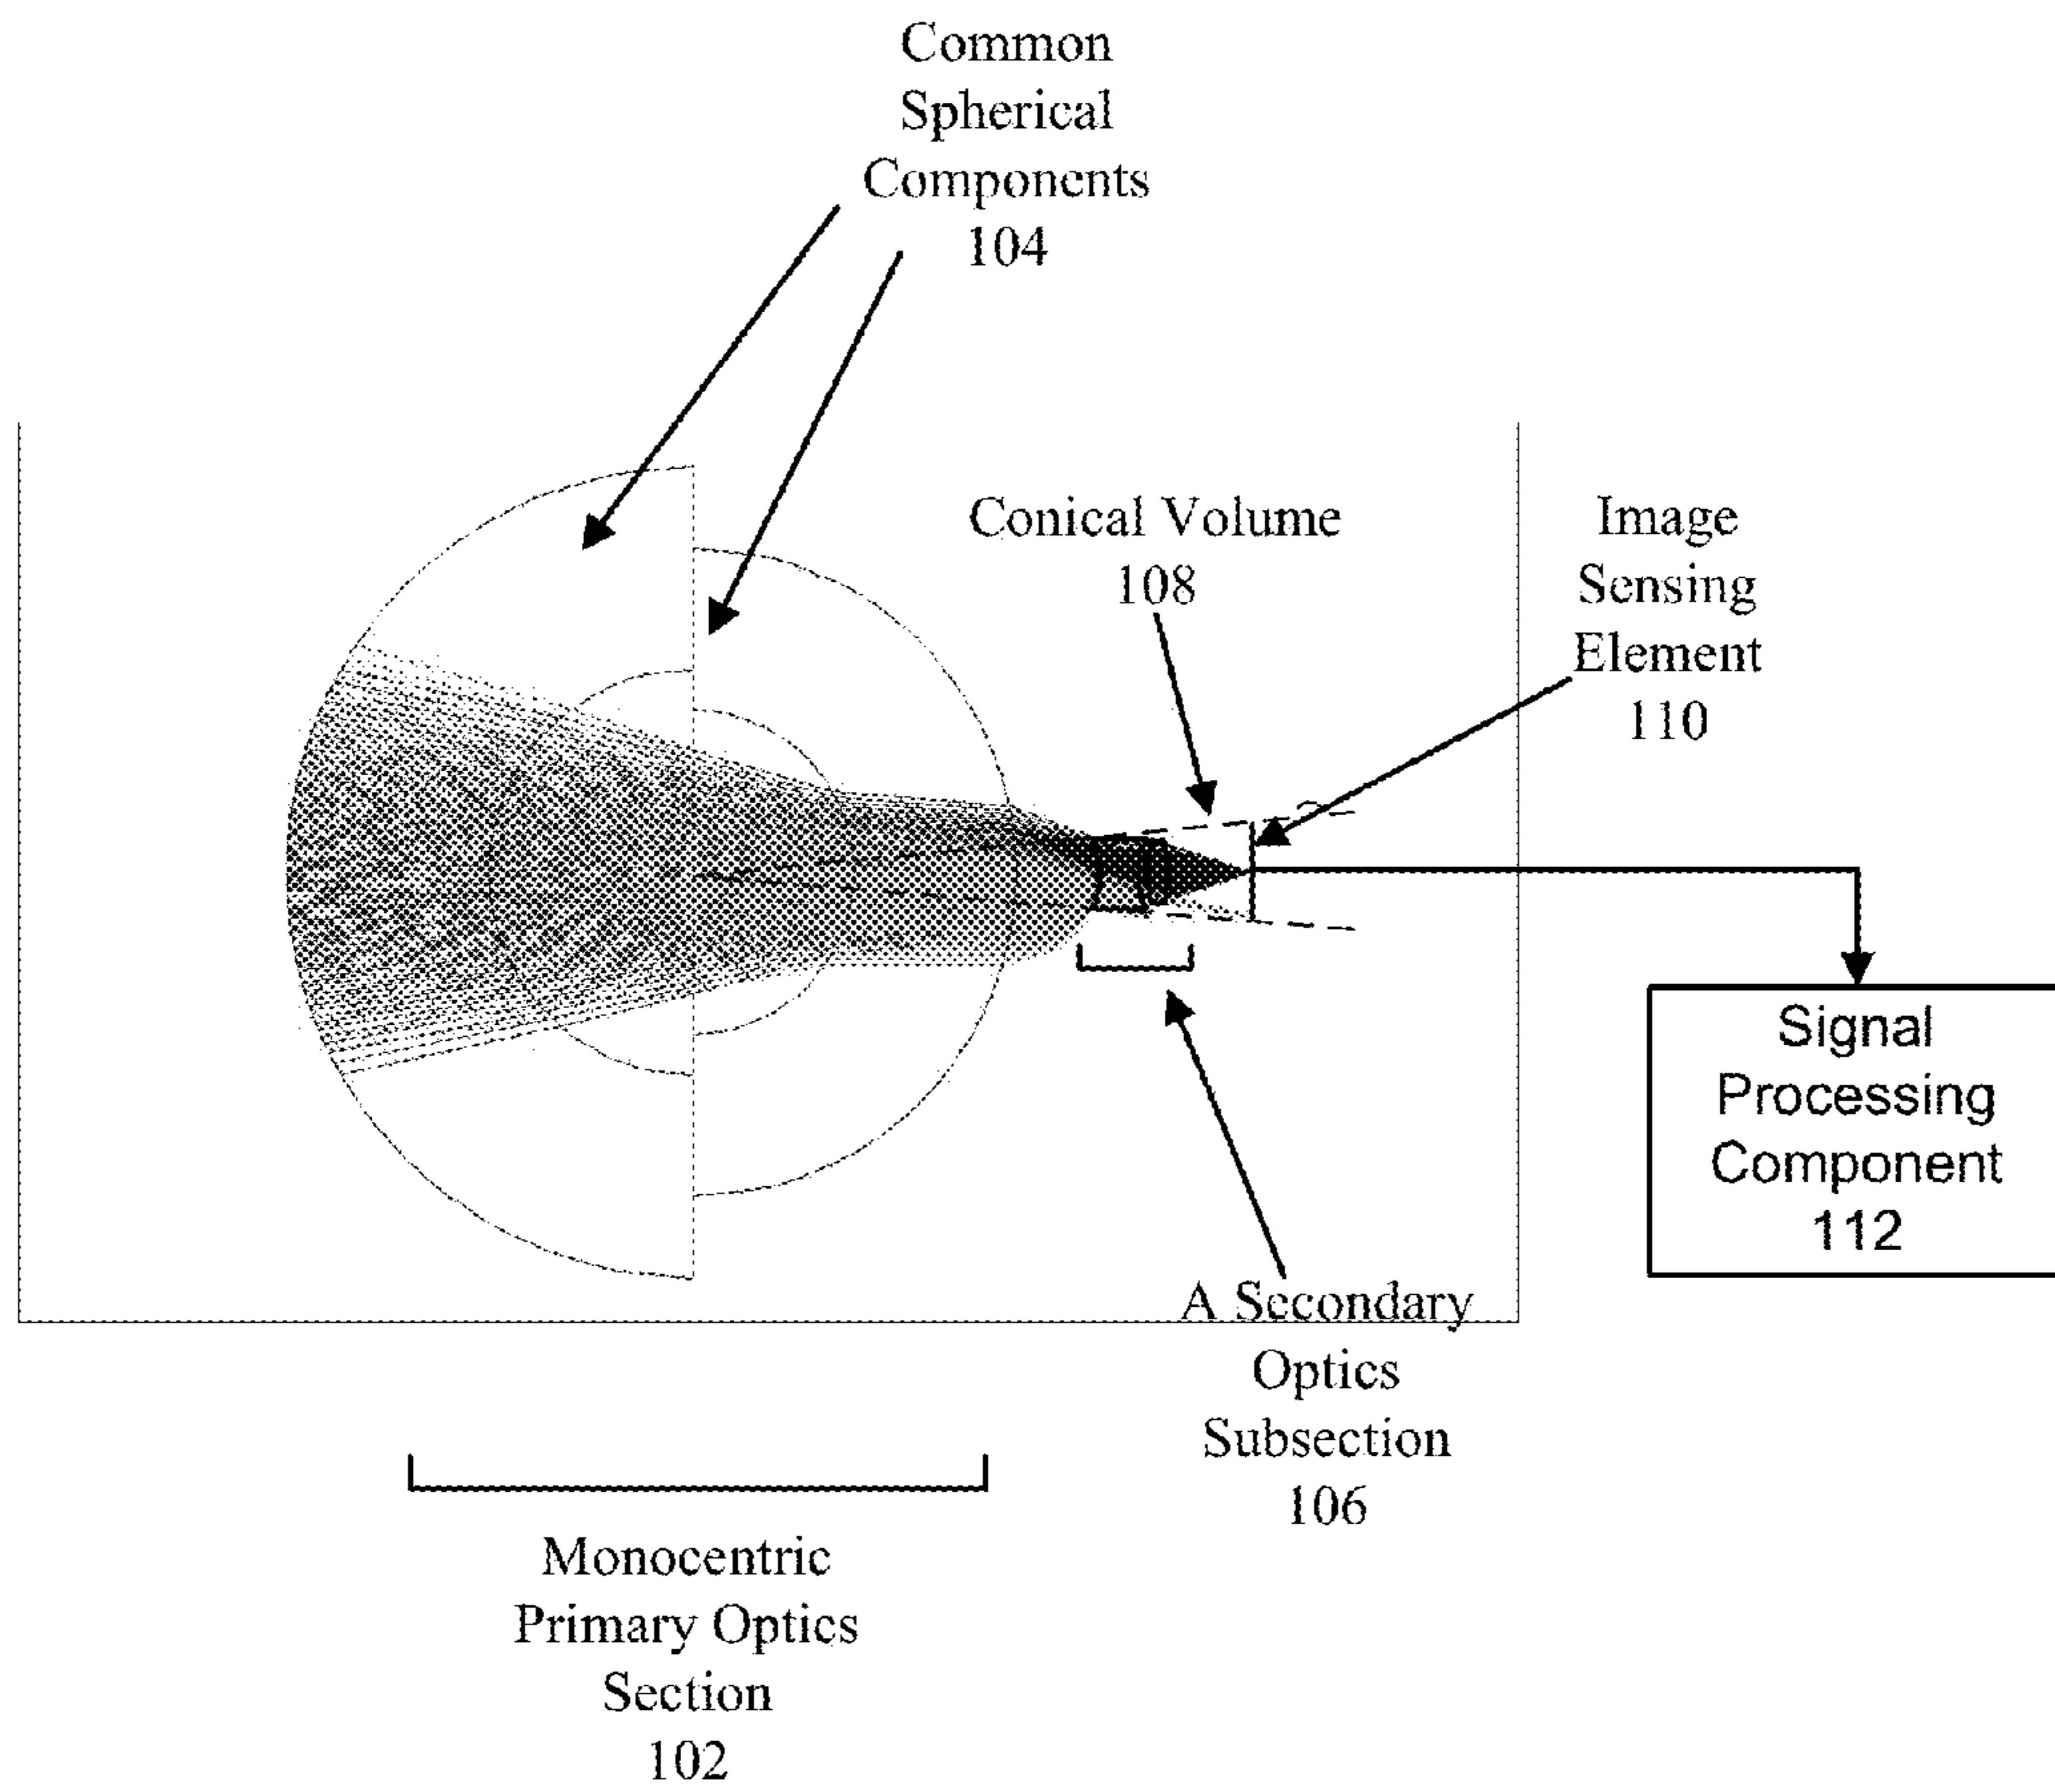 Common
Spherical
Components
104
Conical Volume
108
Image
Sensing
Element
110
Signal
Processing
Component
112
A Secondary
Optics
Subsection
106
Monocentric
Primary Optics
Section
102